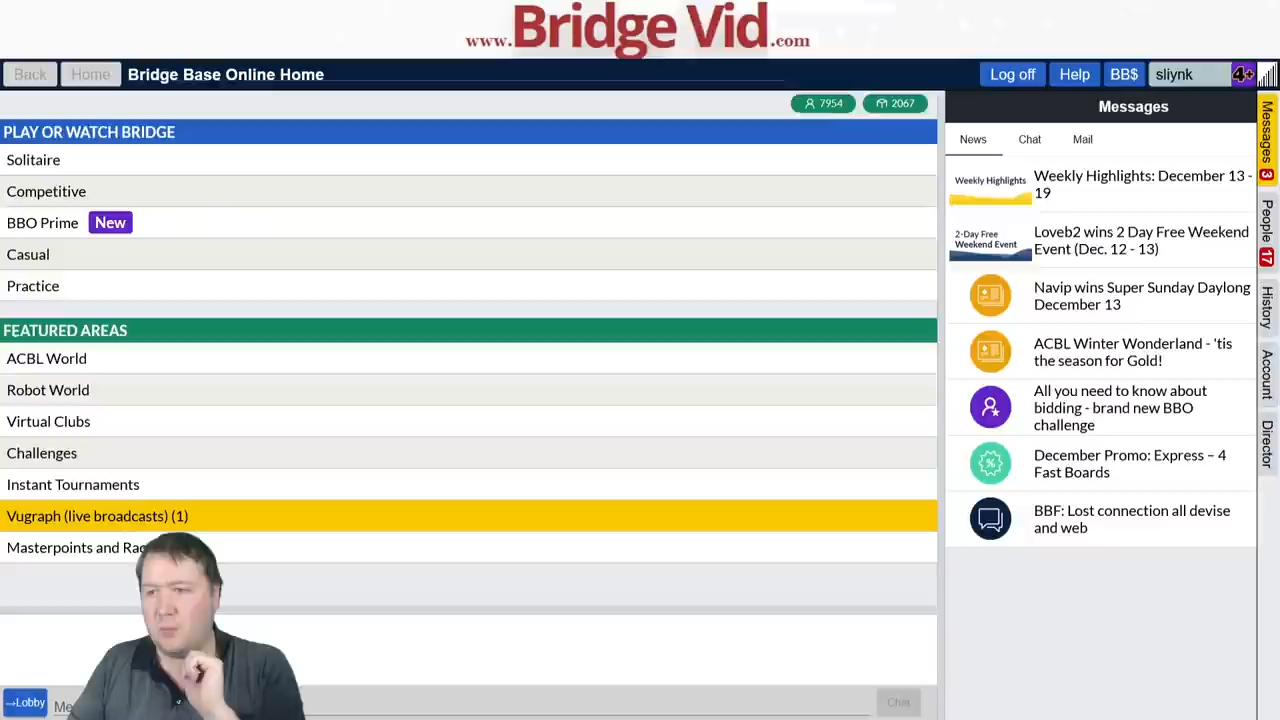 www.Bridge Vid.com
Back
Home
Bridge Base Online Home
Log off
Help
BB$
sliynk
4+
7954
2067
PLAY OR WATCH BRIDGE
Solitaire
Competitive
BBO Prime New
Casual
Practice
FEATURED AREAS
ACBL World
Robot World
Virtual Clubs
Challenges
Instant Tournaments
Vugraph (live broadcasts) (1)
Masterpoints and
→Lobby
Chat
Messages
News
Chat
Mail
Weekly Highlights
Weekly Highlights: December 13 -
19
2-Day Free
Weekend Event
Loveb2 wins 2 Day Free Weekend
Event (Dec. 12 - 13)
Navip wins Super Sunday Daylong
December 13
ACBL Winter Wonderland - 'tis
the season for Gold!
All you need to know about
bidding - brand new BBO
challenge
December Promo: Express – 4
Fast Boards
BBF: Lost connection all devise
and web
Messages 3
People 17
History
Account
Director